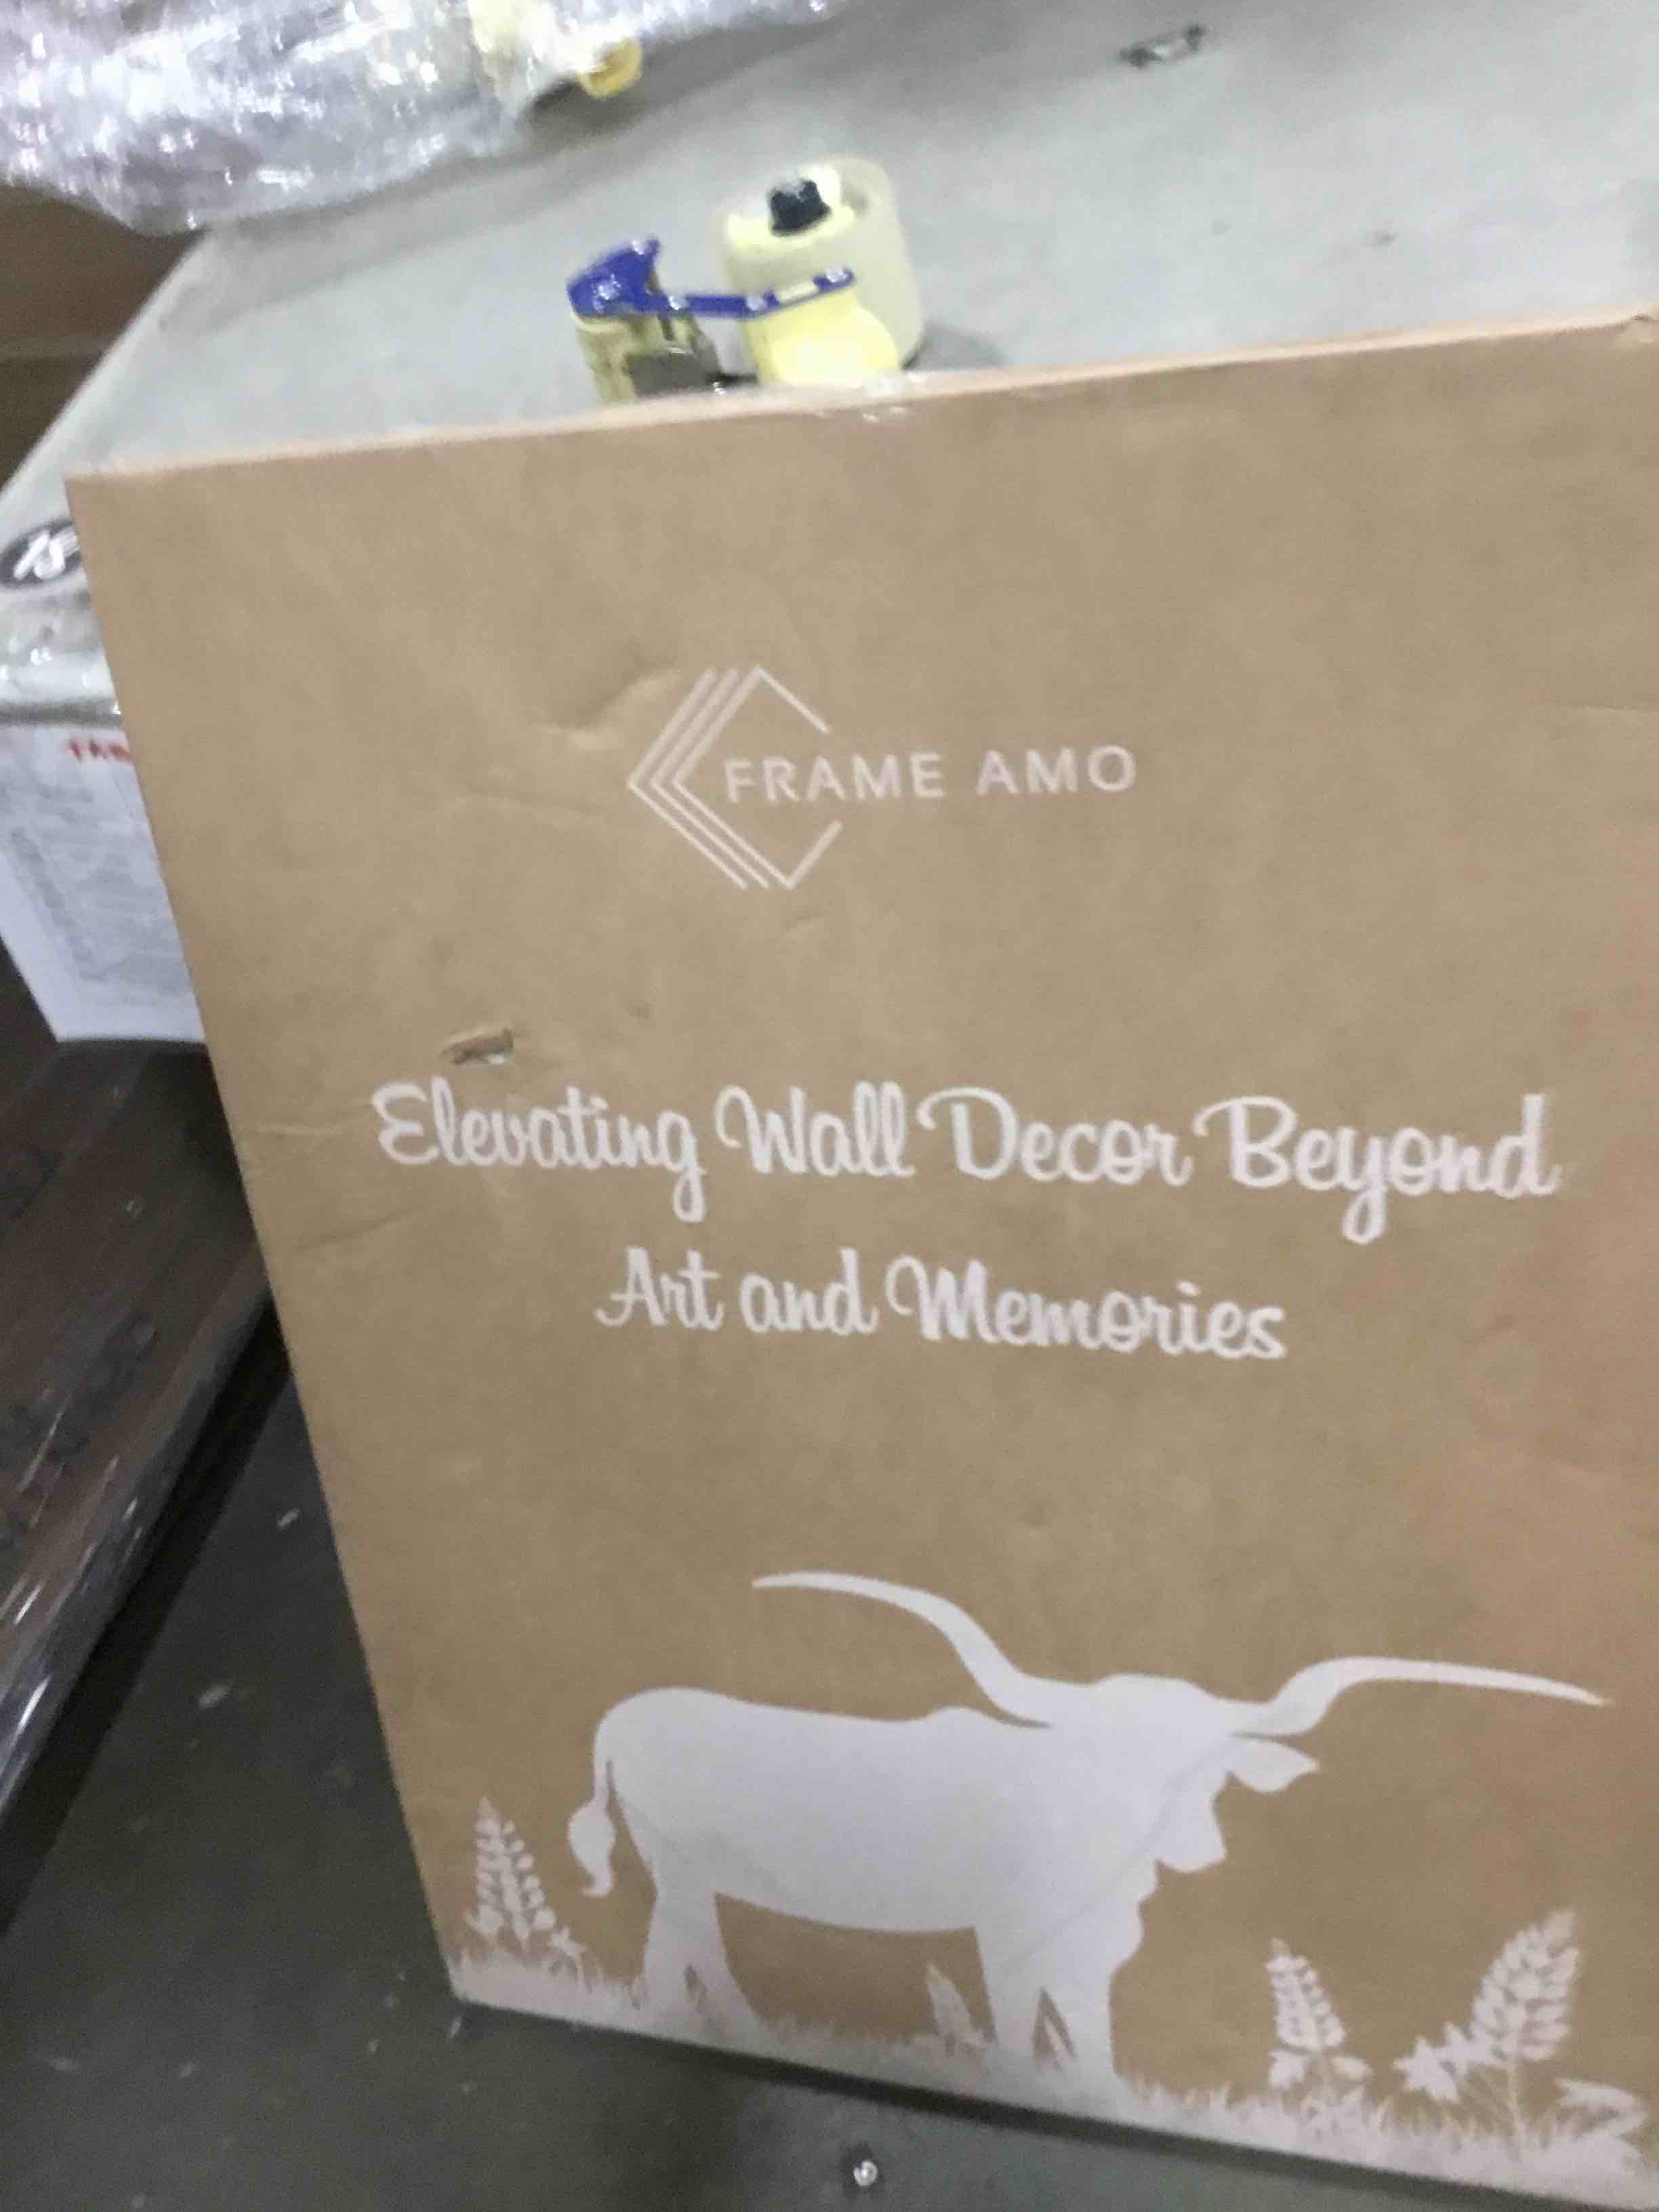 FRAME AMO
Elevating Wall Decor Beyond
Art and Memories